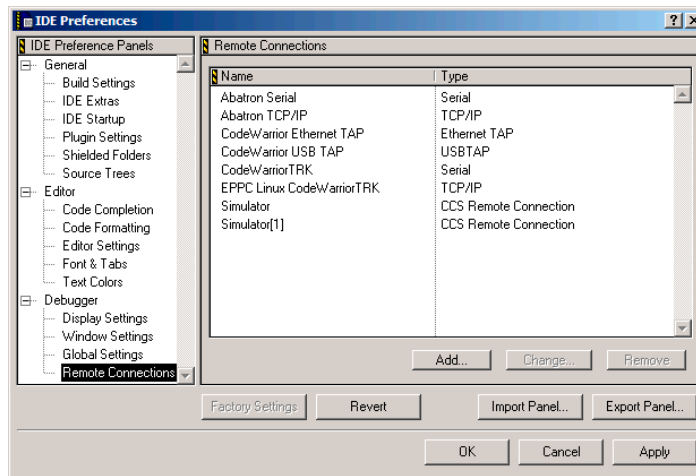 IDE Preferences
IDE Preference Panels
General
Build Settings
IDE Extras
IDE Startup
Plugin Settings
Shielded Folders
Source Trees
Editor
Code Completion
Code Formatting
Editor Settings
Font & Tabs
Text Colors
Debugger
Display Settings
Window Settings
Global Settings
Remote Connections
Remote Connections
Name Type
Abatron Serial Serial
Abatron TCP/IP TCP/IP
CodeWarrior Ethernet TAP Ethernet TAP
CodeWarrior USB TAP USBTAP
CodeWarriorTRK Serial
EPPC Linux CodeWarriorTRK TCP/IP
Simulator CCS Remote Connection
Simulator[1] CCS Remote Connection
Add... Change... Remove
Factory Settings Revert Import Panel... Export Panel...
OK Cancel Apply